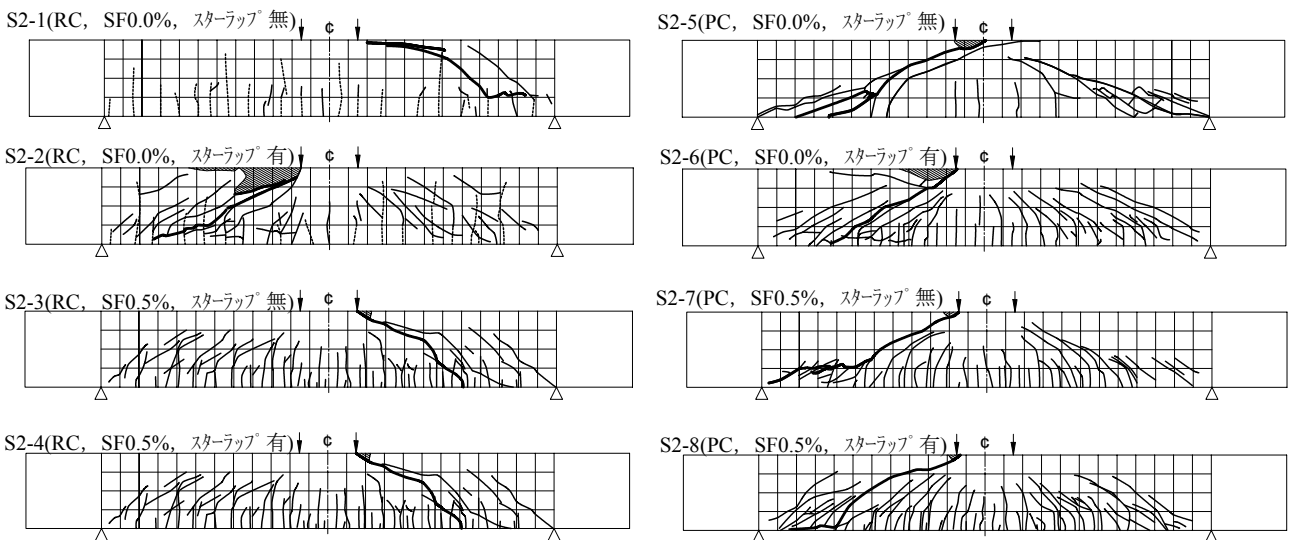 S2-1(RC, SF0.0%, スターラップ 無)
¢
S2-2(RC, SF0.0%, スターラップ 有)
¢
S2-3(RC, SF0.5%, スターラップ 無)
¢
S2-4(RC, SF0.5%, スターラップ 有)
¢
S2-5(PC, SF0.0%, スターラップ 無)
¢
S2-6(PC, SF0.0%, スターラップ 有)
¢
S2-7(PC, SF0.5%, スターラップ 無)
¢
S2-8(PC, SF0.5%, スターラップ 有)
¢